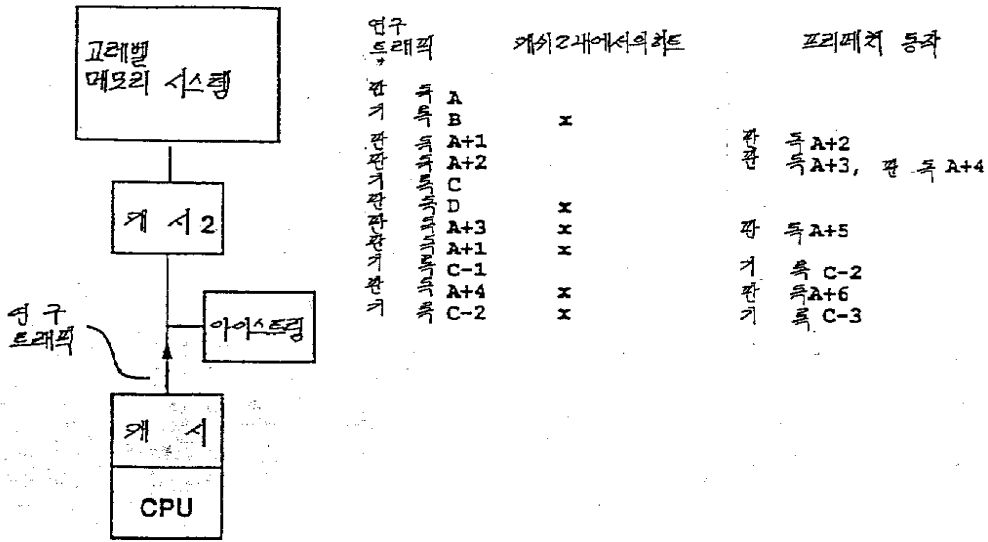 고레벨
메모리 시스템
캐 시 2
연 구
트래픽
아이스트림
캐 시
CPU
연구
트래픽
캐시2내에서의히트
프리페치 동작
판 독 A
기 록 B x
판 독 A+1 판 독 A+2
판 독 A+2 판 독 A+3, 판 독 A+4
기 록 C
판 독 D x
판 독 A+3 x 판 독 A+5
판 독 A+1 x
기 록 C-1 기 록 C-2
판 독 A+4 x 판 독A+6
기 록 C-2 x 기 록 C-3